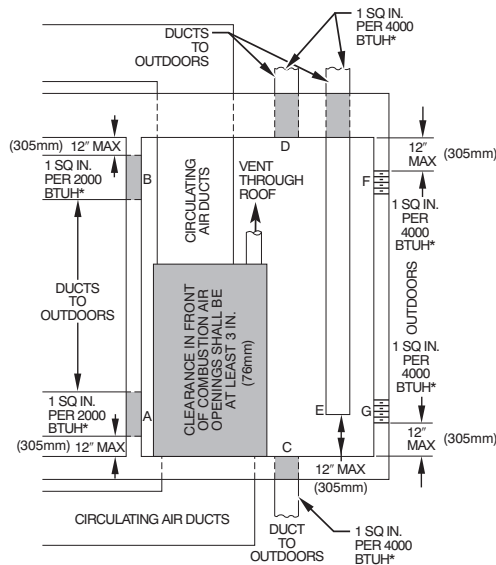 DUCTS
TO
OUTDOORS
1 SQ IN.
PER 4000
BTUH*
(305mm)
12" MAX
1 SQ IN.
PER 2000
BTUH*
B
CIRCULATING
AIR DUCTS
VENT
THROUGH
ROOF
D
12"
MAX
(305mm)
F
1 SQ IN.
PER
4000
BTUH*
OUTDOORS
1 SQ IN.
PER
4000
BTUH*
DUCTS
TO
OUTDOORS
CLEARANCE IN FRONT
OF COMBUSTION AIR
OPENINGS SHALL BE
AT LEAST 3 IN.
(76mm)
1 SQ IN.
PER 2000
BTUH*
A
(305mm)
12" MAX
E
G
C
12"
MAX
(305mm)
12" MAX
(305mm)
CIRCULATING AIR DUCTS
DUCT
TO
OUTDOORS
1 SQ IN.
PER 4000
BTUH*